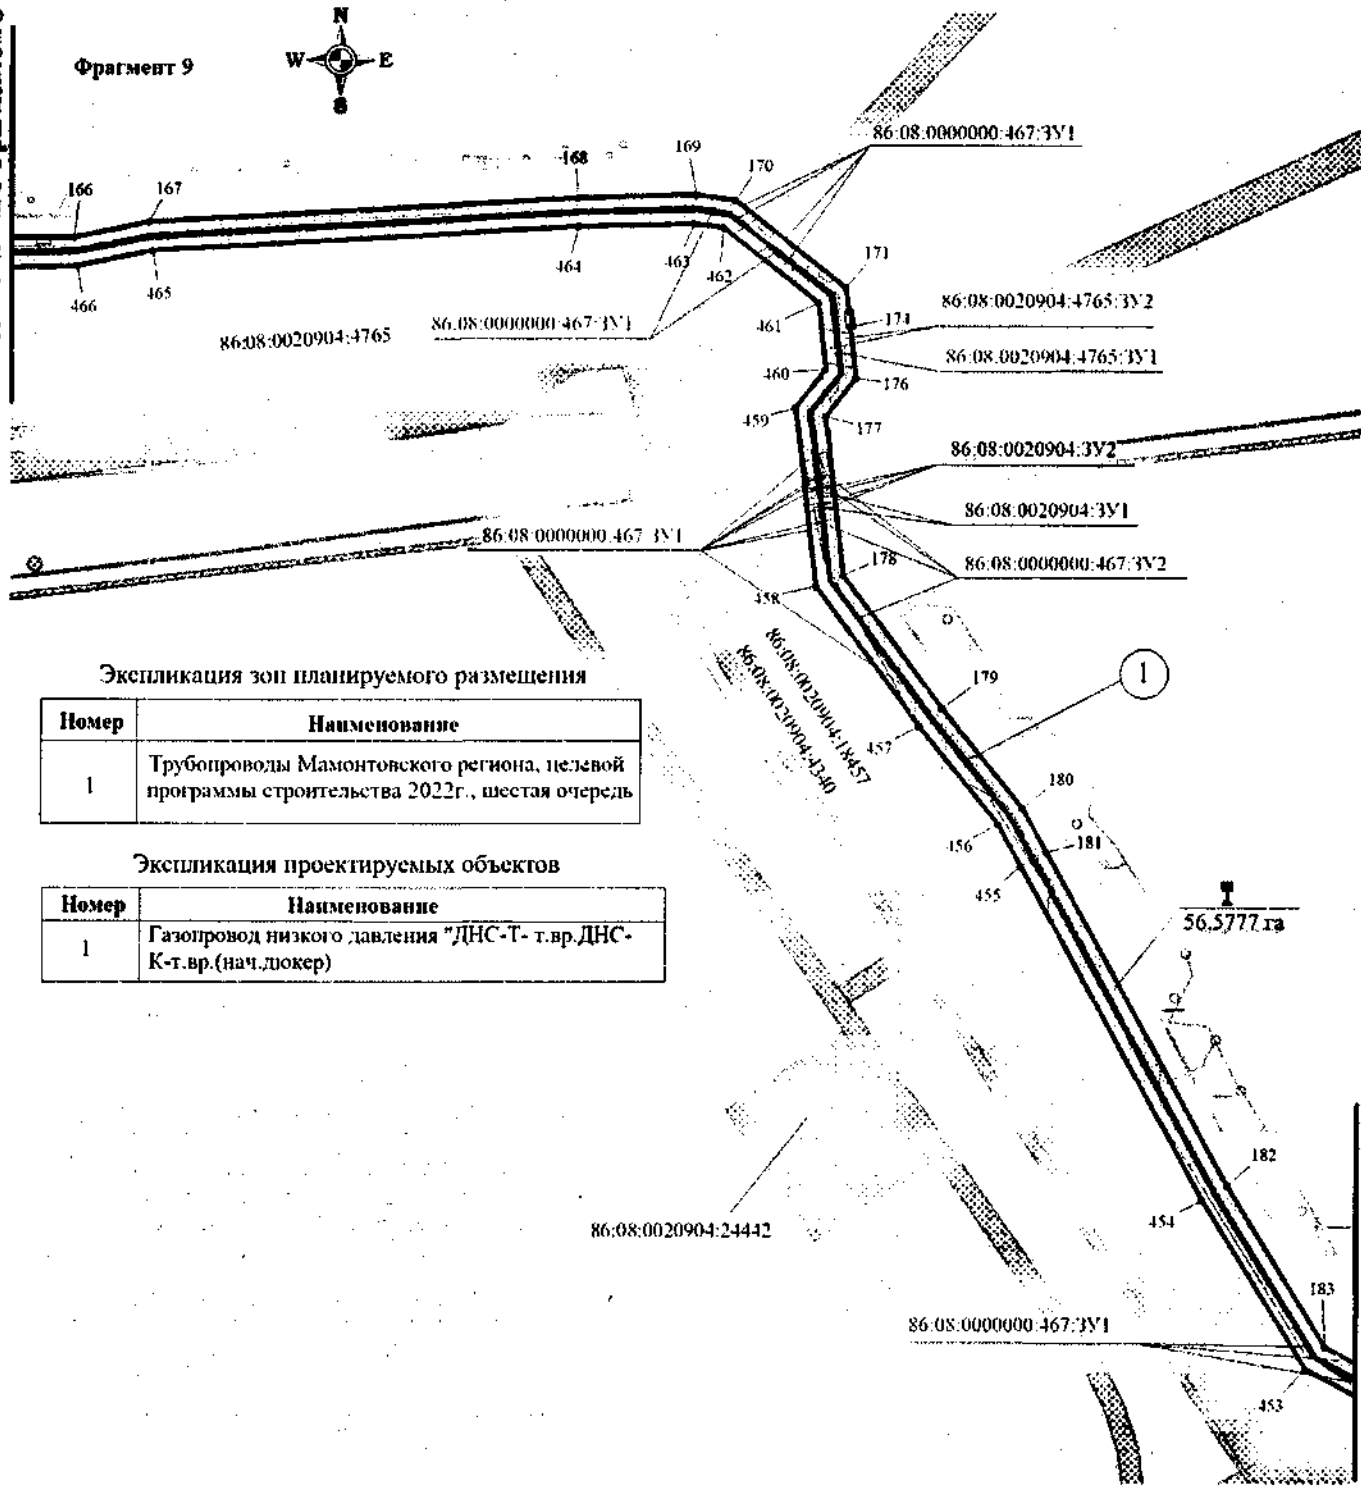 Фрагмент 9
N
W E
S
86:08:0000000:467:ЗУ1
166
167
168
169
170
171
174
466
465
464
463
462
461
86:08:0020904:4765
86:08:0000000:467:ЗУ1
86:08:0020904:4765:ЗУ2
86:08:0020904:4765:ЗУ1
460
176
459
177
86:08:0020904:ЗУ2
86:08:0020904:ЗУ1
86:08:0000000:467:ЗУ1
86:08:0000000:467:ЗУ2
178
458
86:08:0020904:18457
86:08:0020904:4340
179
1
457
180
456
181
455
Экспликация зон планируемого размещения
Номер Наименование
1 Трубопроводы Мамонтовского региона, целевой
программы строительства 2022г., шестая очередь
Экспликация проектируемых объектов
Номер Наименование
1 Газопровод низкого давления "ДНС-Т- т.вр.ДНС-
К-т.вр.(нач.дюкер)
56,5777 га
182
454
86:08:0020904:24442
183
86:08:0000000:467:ЗУ1
453